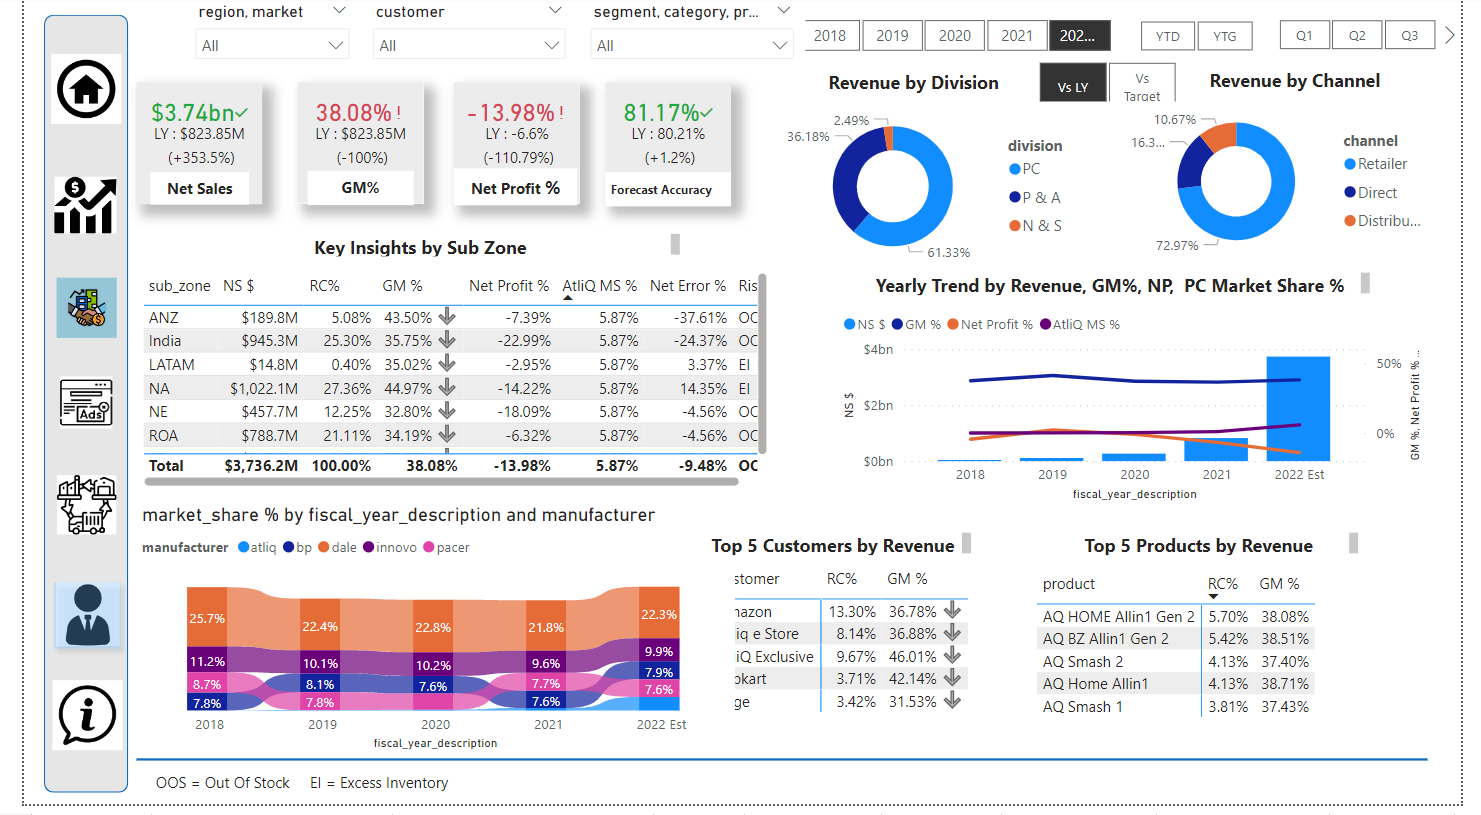 region, market
customer
segment, category, pr...
All
All
All
2018
2019
2020
2021
202...
YTD
YTG
Q1
Q2
Q3
$3.74bn
LY : $823.85M
(+353.5%)
Net Sales
38.08% !
LY : $823.85M
(-100%)
GM%
-13.98% !
LY : -6.6%
(-110.79%)
Net Profit %
81.17%
LY : 80.21%
(+1.2%)
Forecast Accuracy
Revenue by Division
Vs LY
Vs
Target
2.49%
36.18%
61.33%
division
PC
P & A
N & S
Revenue by Channel
10.67%
16.3...
72.97%
channel
Retailer
Direct
Distribu...
Key Insights by Sub Zone
sub_zone NS $ RC% GM % Net Profit % AtliQ MS % Net Error % Ris
ANZ $189.8M 5.08% 43.50% -7.39% 5.87% -37.61% OC
India $945.3M 25.30% 35.75% -22.99% 5.87% -24.37% OC
LATAM $14.8M 0.40% 35.02% -2.95% 5.87% 3.37% EI
NA $1,022.1M 27.36% 44.97% -14.22% 5.87% 14.35% EI
NE $457.7M 12.25% 32.80% -18.09% 5.87% -4.56% OC
ROA $788.7M 21.11% 34.19% -6.32% 5.87% -4.56% OC
Total $3,736.2M 100.00% 38.08% -13.98% 5.87% -9.48% OC
Yearly Trend by Revenue, GM%, NP, PC Market Share %
NS $ GM % Net Profit % AtliQ MS %
$4bn
$2bn
$0bn
NS $
50%
0%
GM %, Net Profit % ...
2018 2019 2020 2021 2022 Est
fiscal_year_description
market_share % by fiscal_year_description and manufacturer
manufacturer atliq bp dale innovo pacer
25.7%
11.2%
8.7%
7.8%
22.4%
10.1%
8.1%
7.8%
22.8%
10.2%
7.6%
21.8%
9.6%
7.7%
7.6%
22.3%
9.9%
7.9%
7.6%
2018 2019 2020 2021 2022 Est
fiscal_year_description
Top 5 Customers by Revenue
stomer RC% GM %
nazon 13.30% 36.78%
iq e Store 8.14% 36.88%
iQ Exclusive 9.67% 46.01%
okart 3.71% 42.14%
ge 3.42% 31.53%
Top 5 Products by Revenue
product RC% GM %
AQ HOME Allin1 Gen 2 5.70% 38.08%
AQ BZ Allin1 Gen 2 5.42% 38.51%
AQ Smash 2 4.13% 37.40%
AQ Home Allin1 4.13% 38.71%
AQ Smash 1 3.81% 37.43%
Ads
OOS = Out Of Stock EI = Excess Inventory